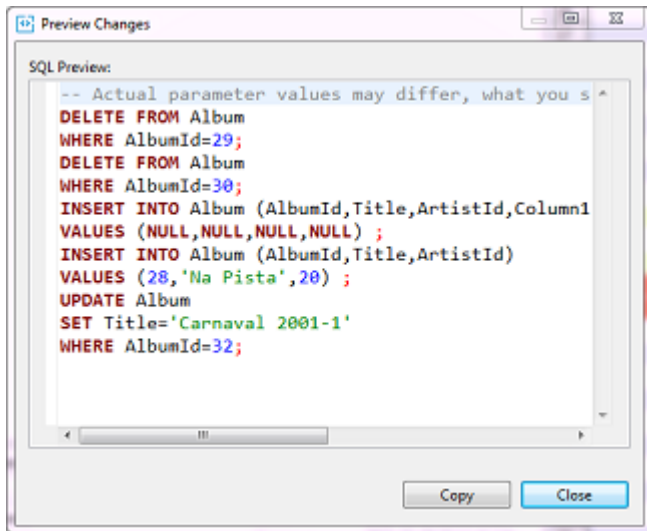 Preview Changes
SQL Preview:
-- Actual parameter values may differ, what you s
DELETE FROM Album
WHERE AlbumId=29;
DELETE FROM Album
WHERE AlbumId=30;
INSERT INTO Album (AlbumId,Title,ArtistId,Column1
VALUES (NULL,NULL,NULL,NULL) ;
INSERT INTO Album (AlbumId,Title,ArtistId)
VALUES (28,'Na Pista',20) ;
UPDATE Album
SET Title='Carnaval 2001-1'
WHERE AlbumId=32;
Copy Close